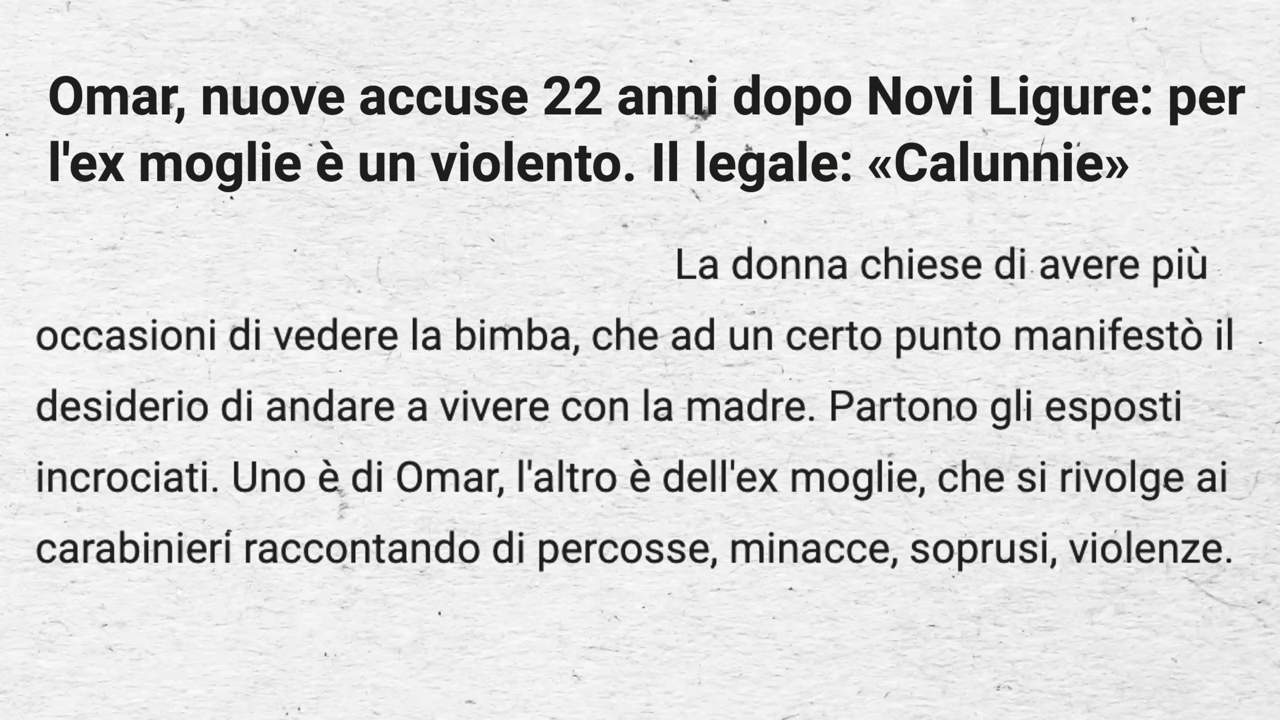 Omar, nuove accuse 22 anni dopo Novi Ligure: per
l'ex moglie è un violento. Il legale: «Calunnie»
La donna chiese di avere più
occasioni di vedere la bimba, che ad un certo punto manifestò il
desiderio di andare a vivere con la madre. Partono gli esposti
incrociati. Uno è di Omar, l'altro è dell'ex moglie, che si rivolge ai
carabinieri raccontando di percosse, minacce, soprusi, violenze.